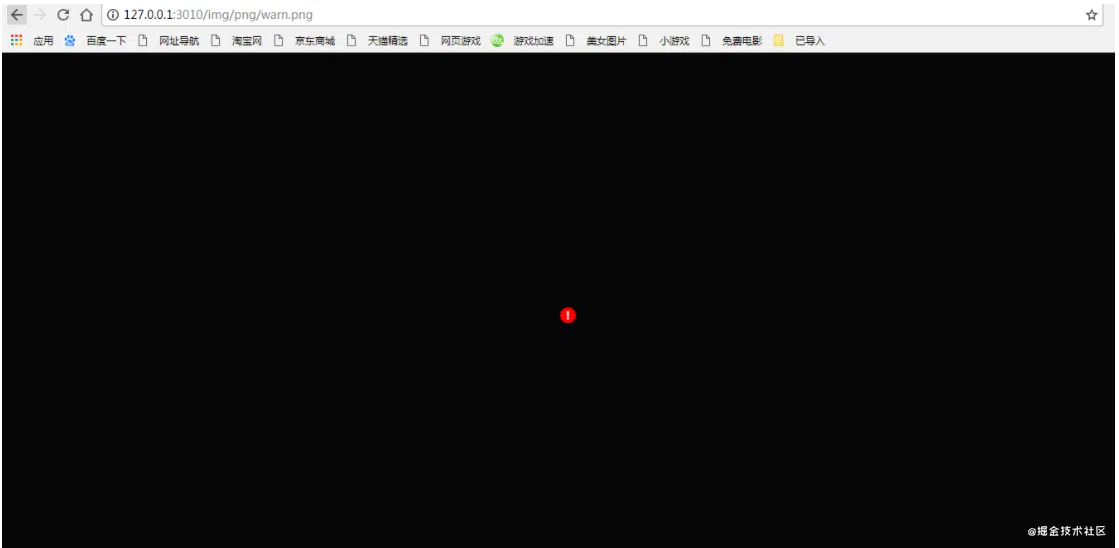 127.0.0.1:3010/img/png/warn.png
应用 百度一下 网址导航 淘宝网 京东商城 天猫精选 网页游戏 游戏加速 美女图片 小游戏 免费电影 已导入
!
@掘金技术社区